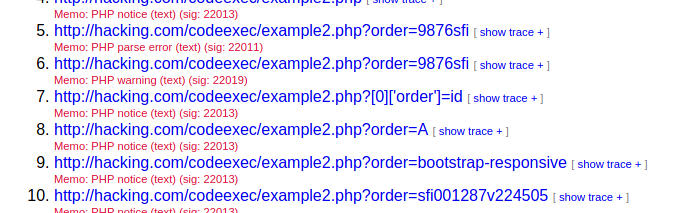 4. http://hacking.com/codeexec/example2.php [ show trace + ]
Memo: PHP notice (text) (sig: 22013)
5. http://hacking.com/codeexec/example2.php?order=9876sfi [ show trace + ]
Memo: PHP parse error (text) (sig: 22011)
6. http://hacking.com/codeexec/example2.php?order=9876sfi [ show trace + ]
Memo: PHP warning (text) (sig: 22019)
7. http://hacking.com/codeexec/example2.php?[0]['order']=id [ show trace + ]
Memo: PHP notice (text) (sig: 22013)
8. http://hacking.com/codeexec/example2.php?order=A [ show trace + ]
Memo: PHP notice (text) (sig: 22013)
9. http://hacking.com/codeexec/example2.php?order=bootstrap-responsive [ show trace + ]
Memo: PHP notice (text) (sig: 22013)
10. http://hacking.com/codeexec/example2.php?order=sfi001287v224505 [ show trace + ]
Memo: PHP notice (text) (sig: 22013)